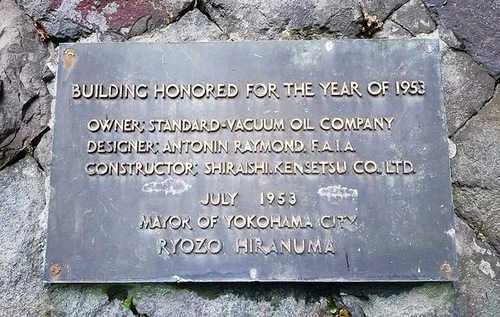 BUILDING HONORED FOR THE YEAR OF 1953
OWNER; STANDARD-VACUUM OIL COMPANY
DESIGNER; ANTONIN RAYMOND. F.A.I.A.
CONSTRUCTOR; SHIRAISHI.KENSETSU CO. LTD.
JULY 1953
MAYOR OF YOKOHAMA CITY
RYOZO HIRANUMA